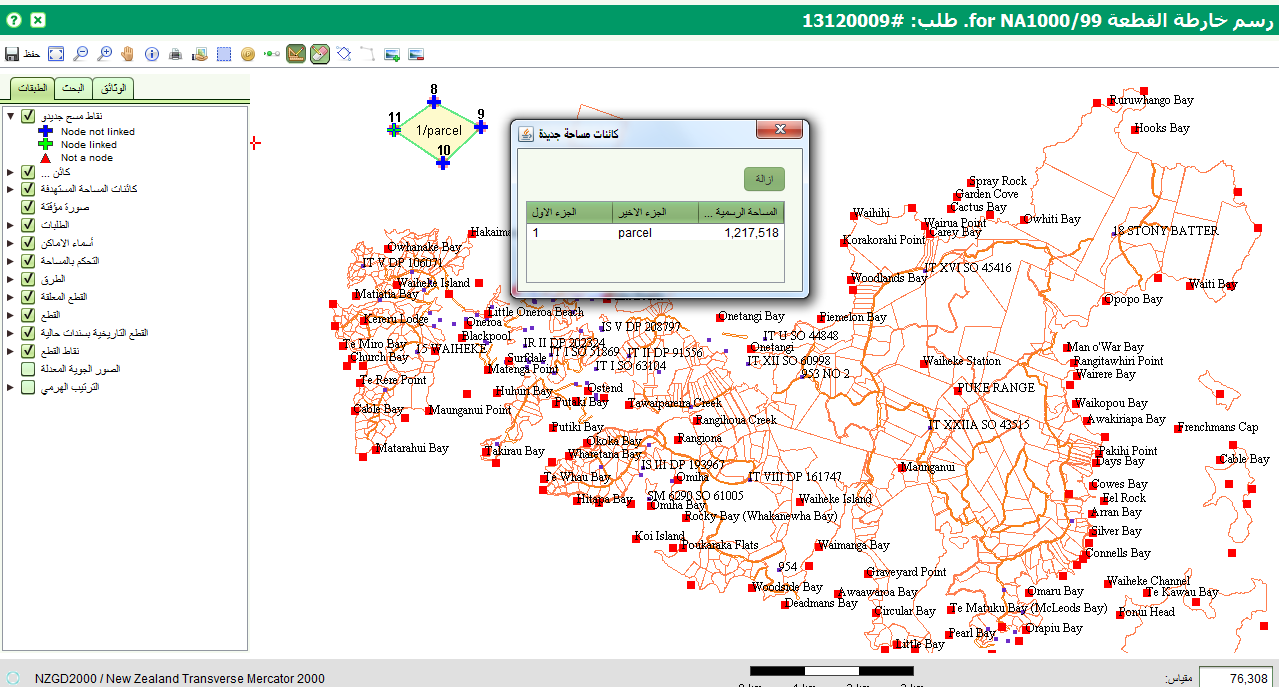 رسم خارطة القطعة for NA1000/99. طلب: #13120009
حفظ
الطبقات
البحث
الوثائق
نقاط مسح جديدو
Node not linked
Node linked
Not a node
كائن ...
كائنات المساحة المستهدفة
صورة مؤقتة
الطلبات
أسماء الاماكن
التحكم بالمساحة
الطرق
القطع المعلقة
القطع
القطع التاريخية بسندات حالية
نقاط القطع
الصور الجوية المعدلة
الترتيب الهرمي
8
11
9
1/parcel
10
كائنات مساحة جديدة
ازالة
الجزء الاول
الجزء الاخير
المساحة الرسمية ...
1
parcel
1,217,518
Ruruwhango Bay
Hooks Bay
Spray Rock
Garden Cove
Cactus Bay
Waihihi
Wairua Point
Carey Bay
Owhiti Bay
18 STONY BATTER
Korakorahi Point
IT XVI SO 45416
Woodlands Bay
Waiti Bay
Opopo Bay
Owhanake Bay
IT V DP 106071
Waiheke Island
Matiatia Bay
Little Oneroa Beach
Onetangi Bay
Piemelon Bay
Kereru Lodge
Oneroa
IS V DP 208797
Blackpool
IR II DP 202324
IT U SO 44848
Te Miro Bay
15 WAIHEKE
IT I SO 51869
IT II DP 91556
Onetangi
Man o'War Bay
Church Bay
Surfdale
IT I SO 63104
IT XII SO 60998
Waiheke Station
Rangitawhiri Point
Matenga Point
953 NO 2
Wairere Bay
Te Rere Point
Huhuri Bay
Ostend
PUKE RANGE
Cable Bay
Maunganui Point
Putaki Bay
Tawaipareira Creek
Waikopou Bay
Rangihoua Creek
Awakiriapa Bay
Putiki Bay
IT XXIIA SO 43515
Frenchmans Cap
Matarahui Bay
Takirau Bay
Okoka Bay
Rangiona
Wharetana Bay
Pakihi Point
IS III DP 193967
Days Bay
Cable Bay
Te Whau Bay
Omiha
IT VIII DP 161747
Maunganui
Cowes Bay
Hitapa Bay
SM 6290 SO 61005
Waiheke Island
Eel Rock
Omiha Bay
Rocky Bay (Whakanewha Bay)
Arran Bay
Silver Bay
Koi Island
Poukaraka Flats
Waimanga Bay
Connells Bay
954
Graveyard Point
Woodside Bay
Awaawaroa Bay
Omaru Bay
Waiheke Channel
Te Kawau Bay
Deadmans Bay
Circular Bay
Te Matuku Bay (McLeods Bay)
Ponui Head
Pearl Bay
Orapiu Bay
Little Bay
NZGD2000 / New Zealand Transverse Mercator 2000
مقياس:
76,308